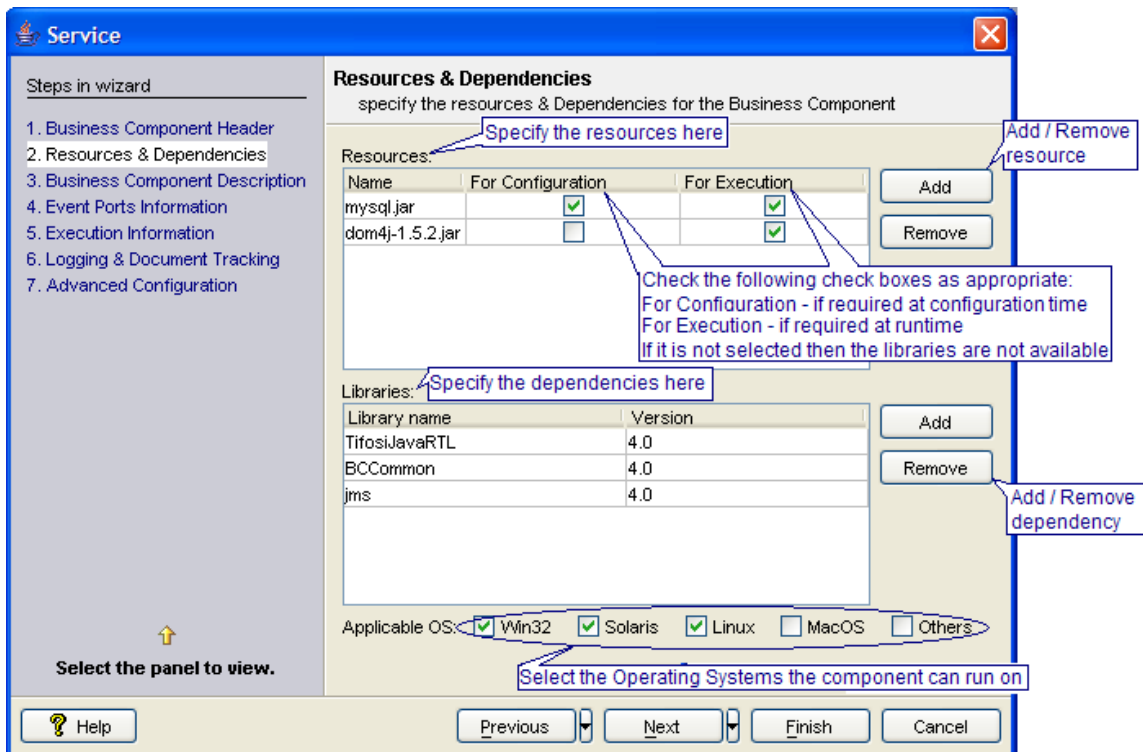 Service
Steps in wizard
1. Business Component Header
2. Resources & Dependencies
3. Business Component Description
4. Event Ports Information
5. Execution Information
6. Logging & Document Tracking
7. Advanced Configuration
Select the panel to view.
Resources & Dependencies
specify the resources & Dependencies for the Business Component
Specify the resources here
Add / Remove
resource
Resources:
Name For Configuration For Execution
mysql.jar
dom4j-1.5.2.jar
Add
Remove
Check the following check boxes as appropriate:
For Configuration - if required at configuration time
For Execution - if required at runtime
If it is not selected then the libraries are not available
Specify the dependencies here
Libraries:
Library name Version
TifosiJavaRTL 4.0
BCCommon 4.0
jms 4.0
Add
Remove
Add / Remove
dependency
Applicable OS: Win32 Solaris Linux MacOS Others
Select the Operating Systems the component can run on
Help Previous Next Finish Cancel